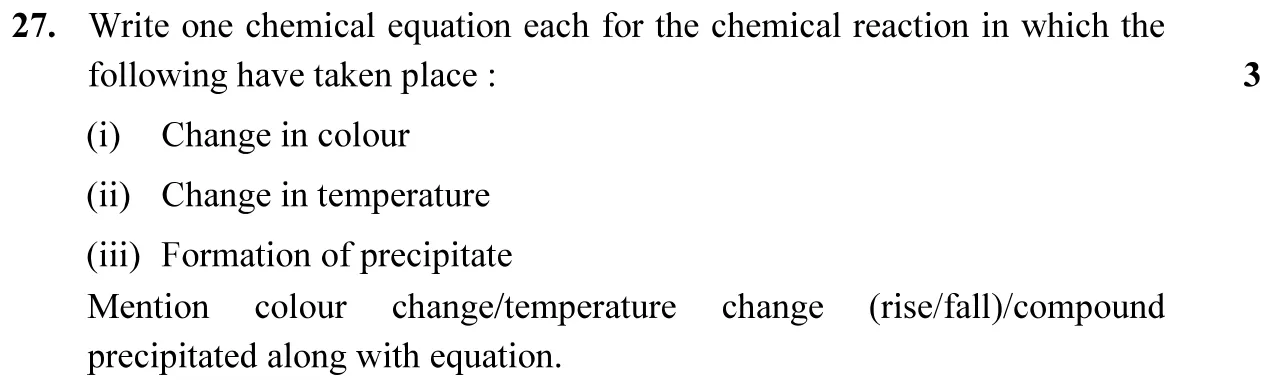 27. Write one chemical equation each for the chemical reaction in which the
following have taken place : 3
(i) Change in colour
(ii) Change in temperature
(iii) Formation of precipitate
Mention colour change/temperature change (rise/fall)/compound
precipitated along with equation.